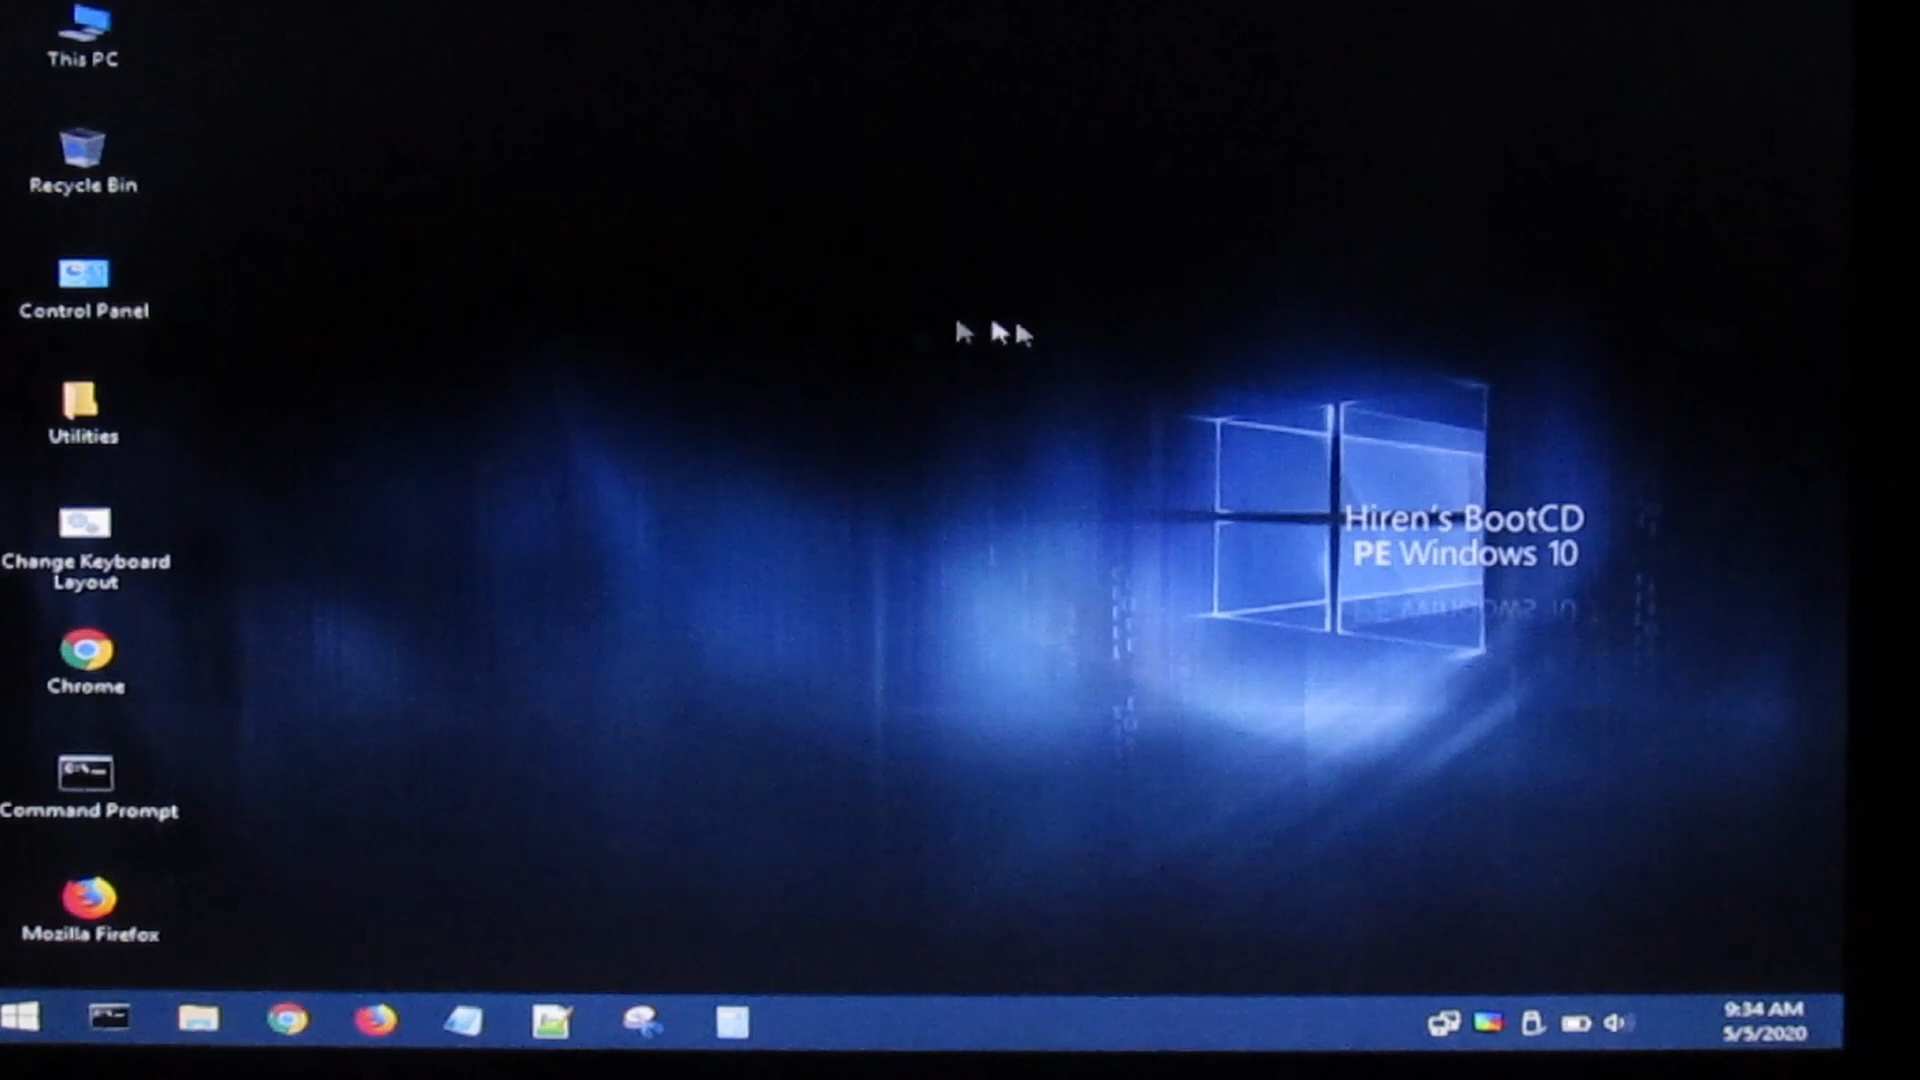 This PC
Recycle Bin
Control Panel
Utilities
Change Keyboard
Layout
Chrome
Command Prompt
Mozilla Firefox
Hiren's BootCD
PE Windows 10
9:34 AM
5/5/2020